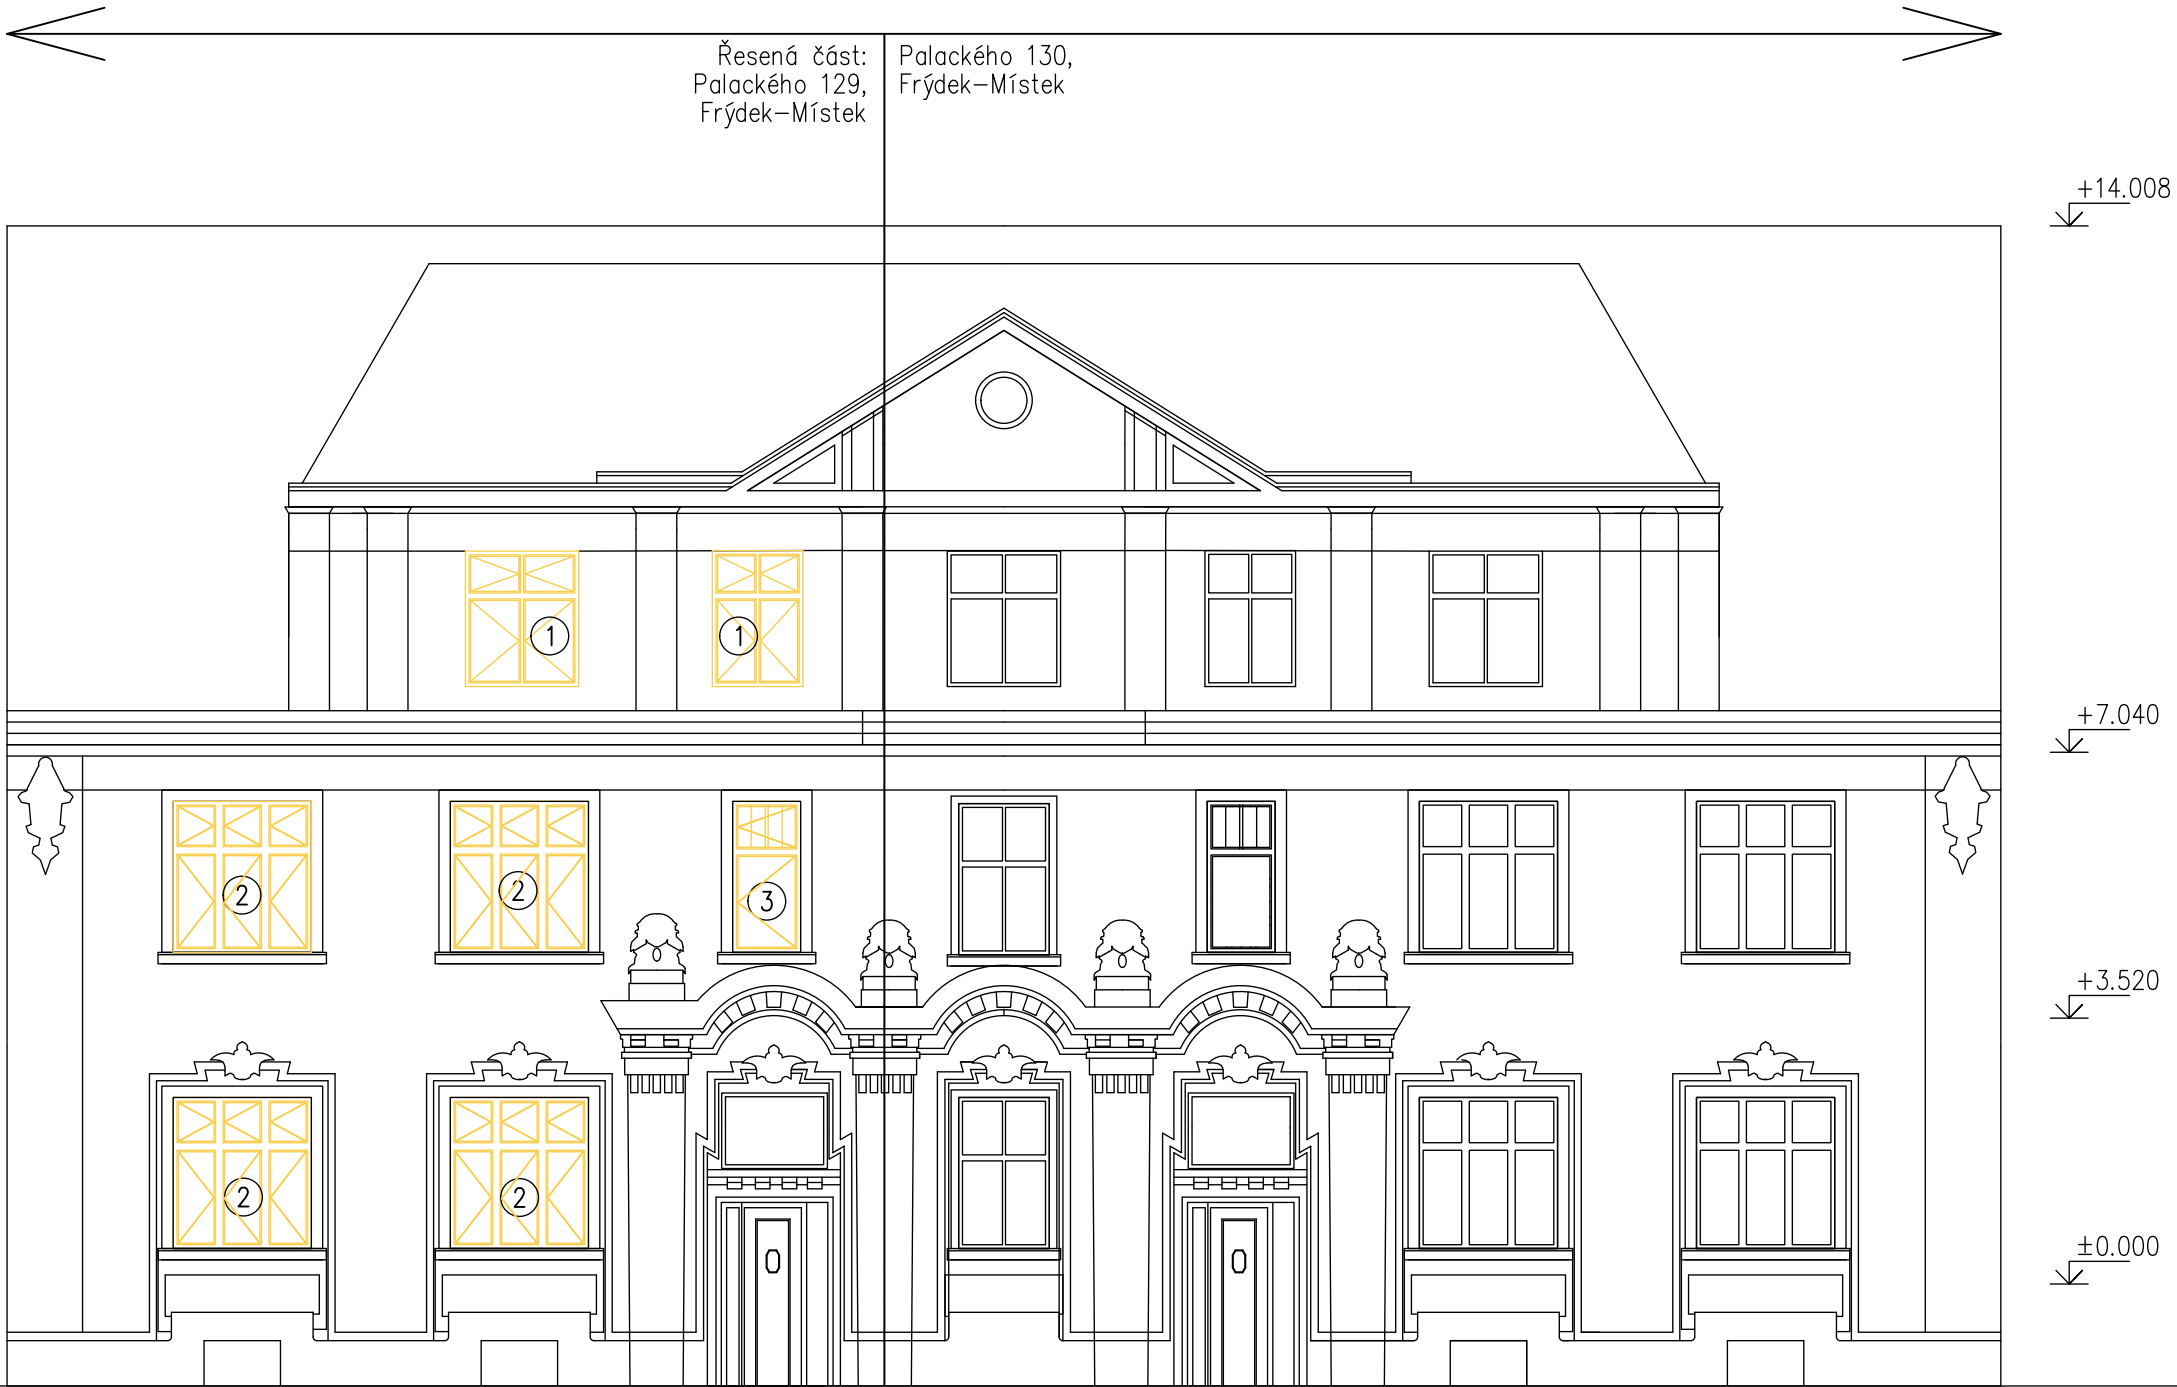 Řesená část:
Palackého 129,
Frýdek–Místek
Palackého 130,
Frýdek–Místek
+14.008
1
1
+7.040
2
2
3
+3.520
2
2
±0.000